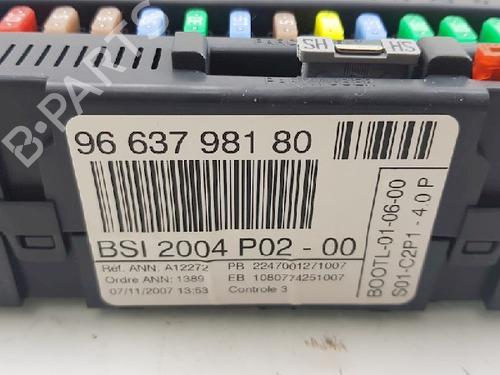 B-PARTS
SH
HS
96 637 981 80
BSI 2004 P02 - 00
Réf. ANN: A12272 PB 2247001271007
Ordre ANN: 1389 EB 1080774251007
07/11/2007 13:53 Controle 3
BOOTL-01-06-00
S01-C2P1 - 4.0 P